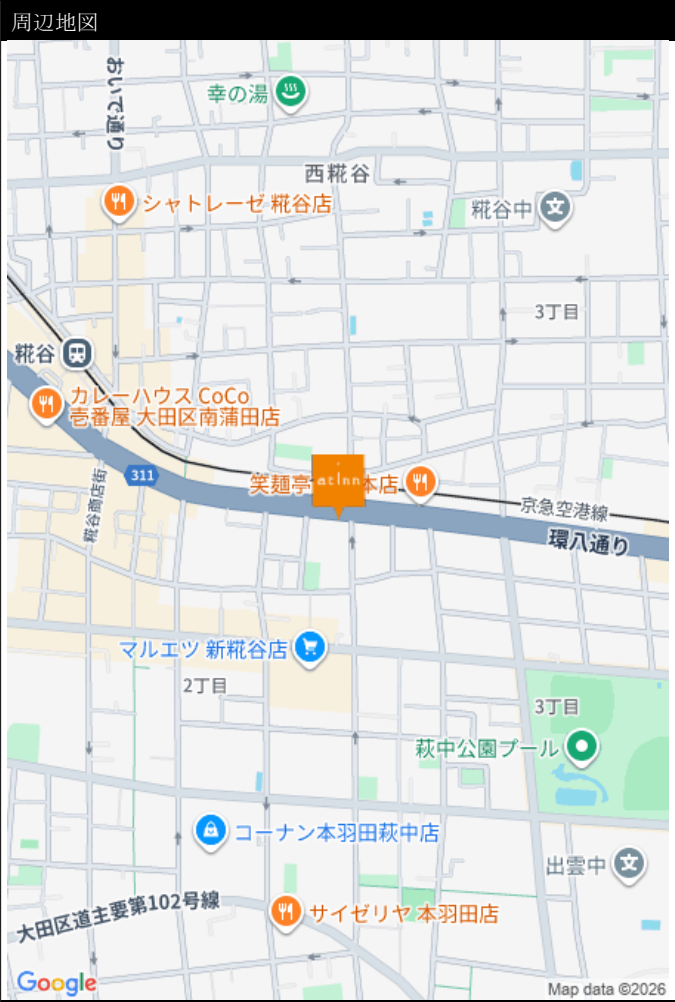 周辺地図
おいで通り
幸の湯
西糀谷
シャトレーゼ 糀谷店
糀谷中
3丁目
糀谷
カレーハウス CoCo
壱番屋 大田区南蒲田店
311
笑麺亭
atinn
本店
京急空港線
環八通り
糀谷商店街
マルエツ 新糀谷店
2丁目
3丁目
萩中公園プール
コーナン本羽田萩中店
出雲中
大田区道主要第102号線
サイゼリヤ 本羽田店
Google
Map data ©2026